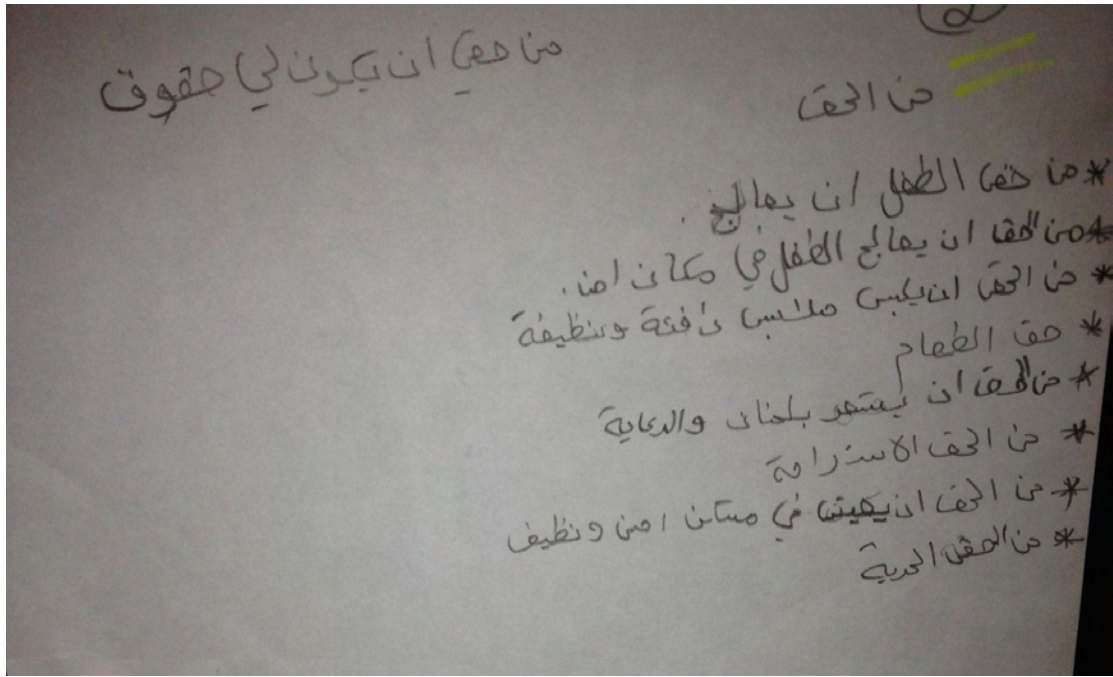 من حقي ان يكون لي حقوق
من الحق
* من حق الطفل ان يعالج.
* من الحق ان يعالج الطفل في مكان امن.
* من الحق ان يلبس ملابس دافئة ونظيفة
* حق الطعام
* من الحق ان يشعر بلحنان والرعاية
* من الحق الاستراحة
* من الحق ان يعيش في مسكن امن ونظيف
* من الحق الحرية